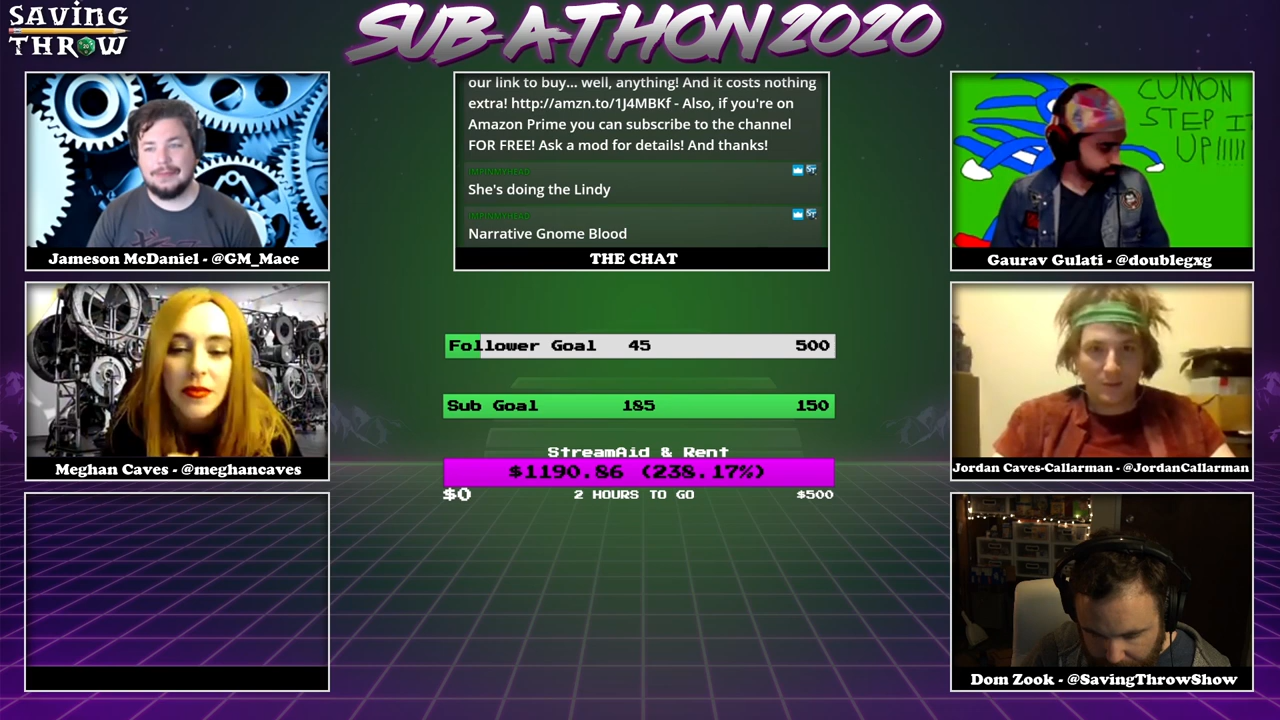 SAVING
THROW
SUB-A-THON 2020
our link to buy... well, anything! And it costs nothing
extra! http://amzn.to/1J4MBKf - Also, if you're on
Amazon Prime you can subscribe to the channel
FOR FREE! Ask a mod for details! And thanks!
She's doing the Lindy
Narrative Gnome Blood
THE CHAT
Jameson McDaniel - @GM_Mace
CUMON
STEP IT
UP!!!!!
Gaurav Gulati - @doublegxg
Meghan Caves - @meghancaves
Follower Goal 45 500
Sub Goal 185 150
StreamAid & Rent
$1190.86 (238.17%)
$0 2 HOURS TO GO $500
Jordan Caves-Callarman - @JordanCallarman
Dom Zook - @SavingThrowShow